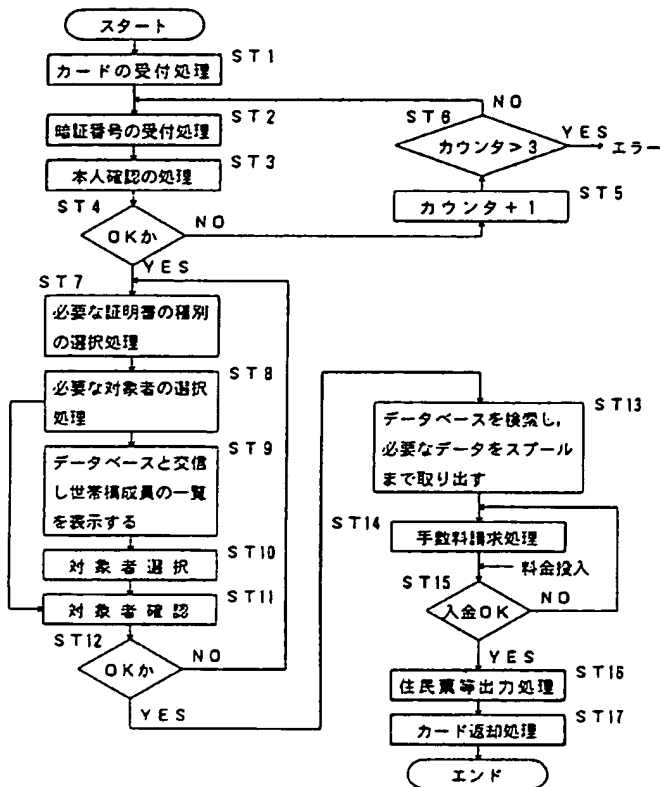 スタート
ST1
カードの受付処理
ST2
暗証番号の受付処理
ST3
本人確認の処理
ST4
OKか
NO
YES
ST5
カウンタ+1
ST6
カウンタ>3
NO
YES
エラー
ST7
必要な証明書の種別
の選択処理
ST8
必要な対象者の選択
処理
ST9
データベースと交信
し世帯構成員の一覧
を表示する
ST10
対象者選択
ST11
対象者確認
ST12
OKか
NO
YES
ST13
データベースを検索し,
必要なデータをスプール
まで取り出す
ST14
手数料請求処理
料金投入
ST15
入金OK
NO
YES
ST16
住民票等出力処理
ST17
カード返却処理
エンド